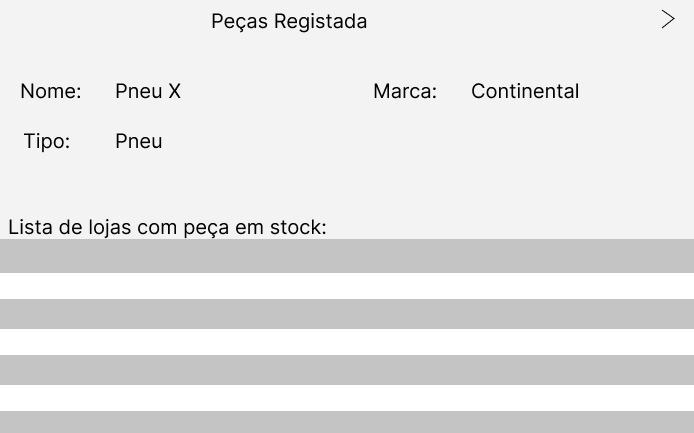 Peças Registada
Nome: Pneu X Marca: Continental
Tipo: Pneu
Lista de lojas com peça em stock: